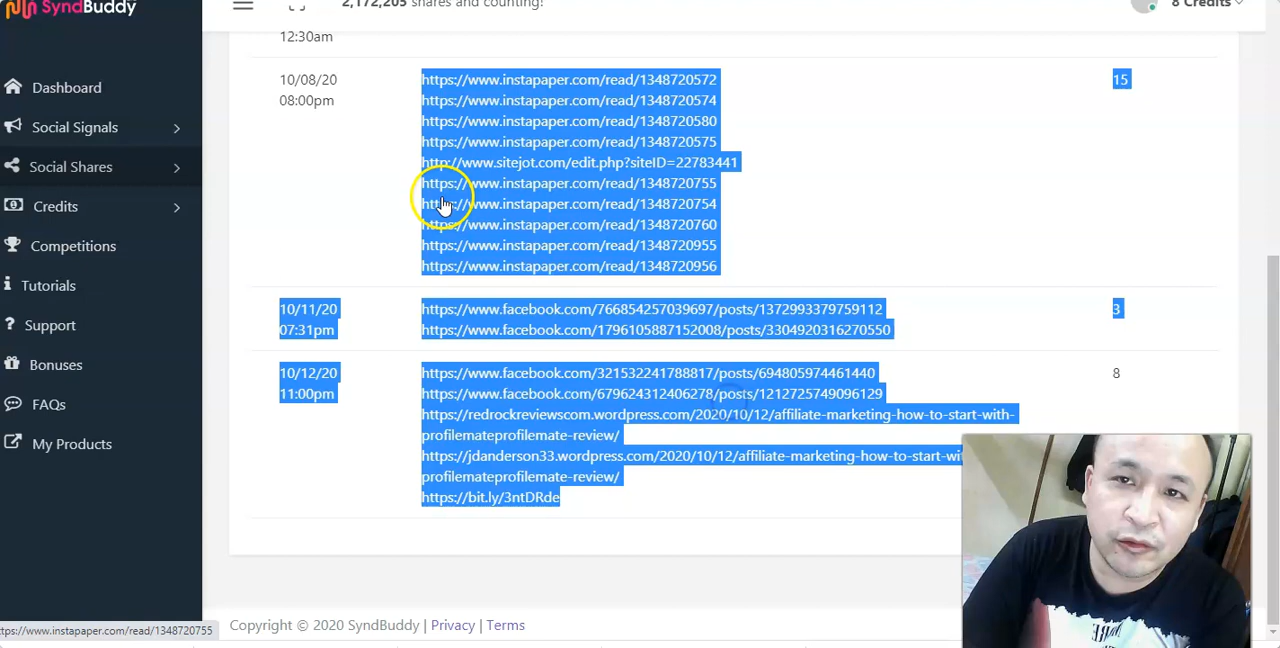 SyndBuddy
2,172,205 shares and counting!
8 Credits
Dashboard
Social Signals
Social Shares
Credits
Competitions
Tutorials
Support
Bonuses
FAQs
My Products
12:30am
10/08/20
08:00pm
https://www.instapaper.com/read/1348720572
https://www.instapaper.com/read/1348720574
https://www.instapaper.com/read/1348720580
https://www.instapaper.com/read/1348720575
http://www.sitejot.com/edit.php?siteID=22783441
https://www.instapaper.com/read/1348720755
https://www.instapaper.com/read/1348720754
https://www.instapaper.com/read/1348720760
https://www.instapaper.com/read/1348720955
https://www.instapaper.com/read/1348720956
15
10/11/20
07:31pm
https://www.facebook.com/766854257039697/posts/1372993379759112
https://www.facebook.com/1796105887152008/posts/3304920316270550
3
10/12/20
11:00pm
https://www.facebook.com/321532241788817/posts/694805974461440
https://www.facebook.com/679624312406278/posts/1212725749096129
https://redrockreviewscom.wordpress.com/2020/10/12/affiliate-marketing-how-to-start-with-
profilemateprofilemate-review/
https://jdanderson33.wordpress.com/2020/10/12/affiliate-marketing-how-to-start-wi
profilemateprofilemate-review/
https://bit.ly/3ntDRde
8
Copyright © 2020 SyndBuddy | Privacy | Terms
ttps://www.instapaper.com/read/1348720755